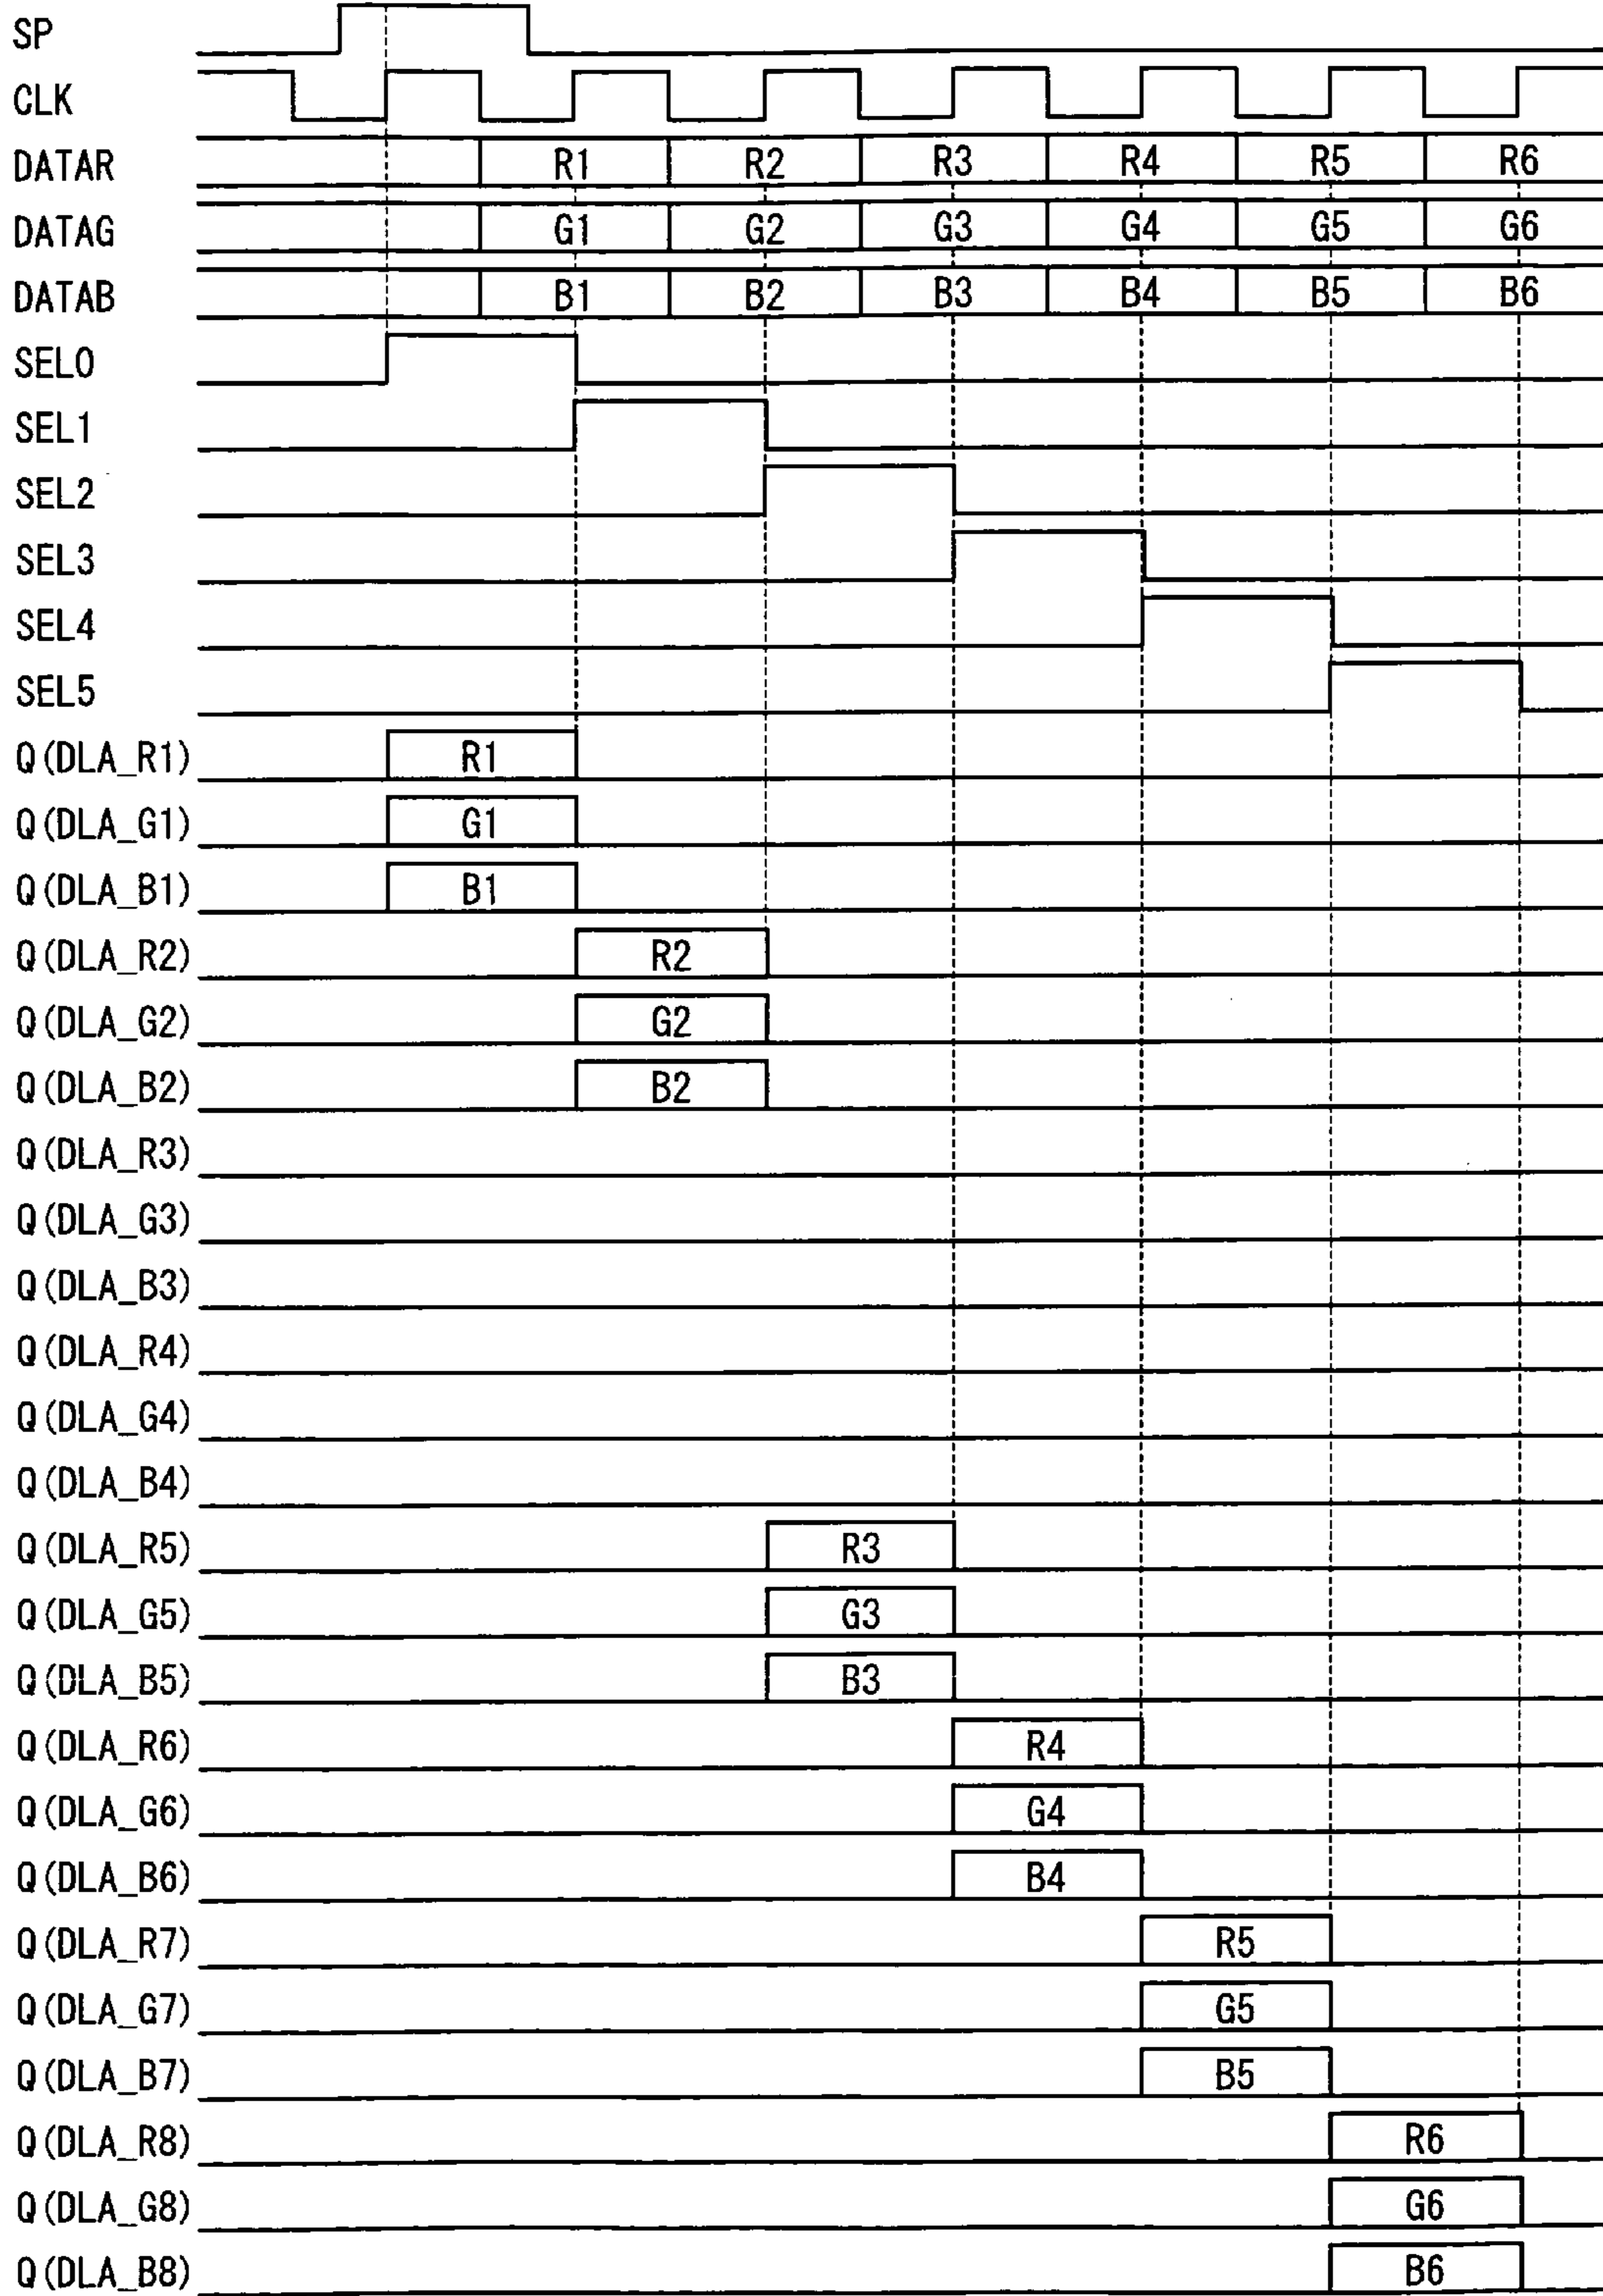 SP
CLK
DATAR R1 R2 R3 R4 R5 R6
DATAG G1 G2 G3 G4 G5 G6
DATAB B1 B2 B3 B4 B5 B6
SEL0
SEL1
SEL2
SEL3
SEL4
SEL5
Q(DLA_R1) R1
Q(DLA_G1) G1
Q(DLA_B1) B1
Q(DLA_R2) R2
Q(DLA_G2) G2
Q(DLA_B2) B2
Q(DLA_R3)
Q(DLA_G3)
Q(DLA_B3)
Q(DLA_R4)
Q(DLA_G4)
Q(DLA_B4)
Q(DLA_R5) R3
Q(DLA_G5) G3
Q(DLA_B5) B3
Q(DLA_R6) R4
Q(DLA_G6) G4
Q(DLA_B6) B4
Q(DLA_R7) R5
Q(DLA_G7) G5
Q(DLA_B7) B5
Q(DLA_R8) R6
Q(DLA_G8) G6
Q(DLA_B8) B6